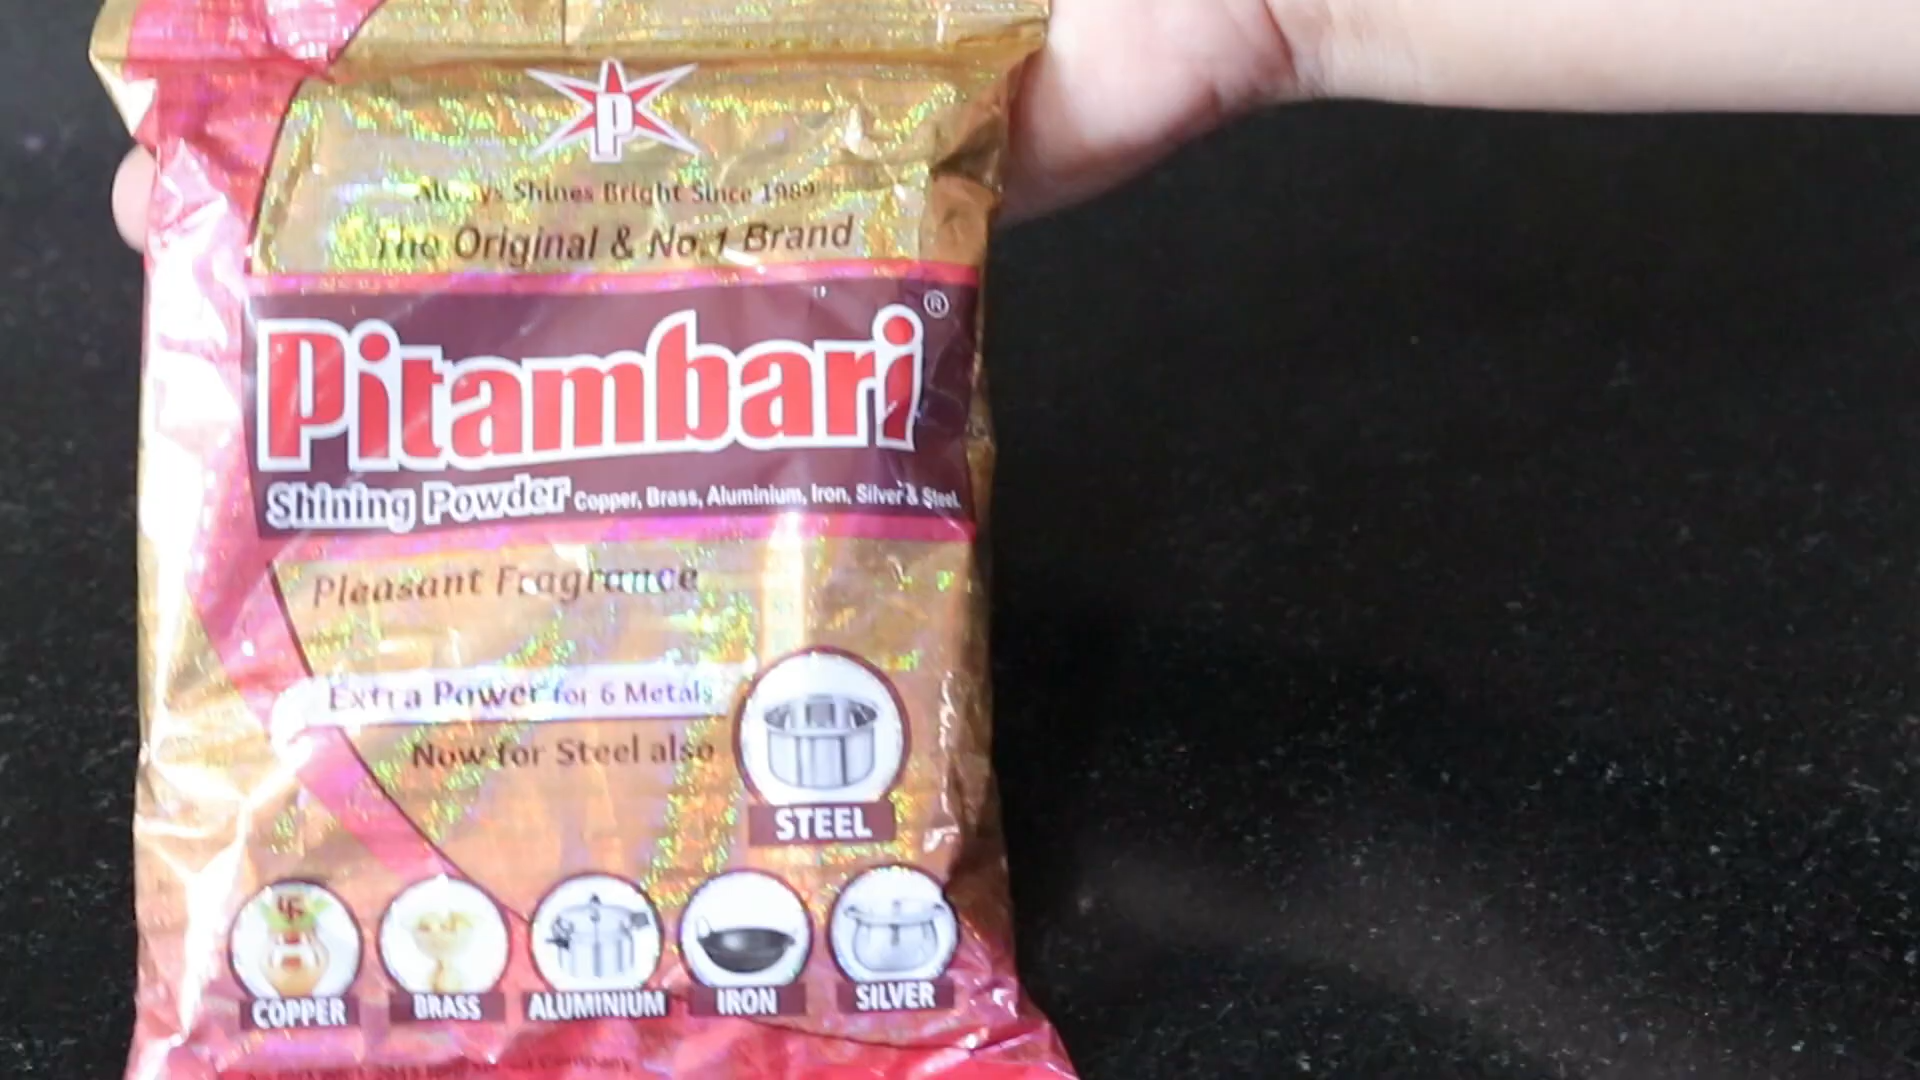 P
Always Shines Bright Since 1989
The Original & No.1 Brand
Pitambari®
Shining Powder Copper, Brass, Aluminium, Iron, Silver & Steel.
Pleasant Fragrance
Extra Power for 6 Metals
Now for Steel also
STEEL
COPPER BRASS ALUMINIUM IRON SILVER
Company